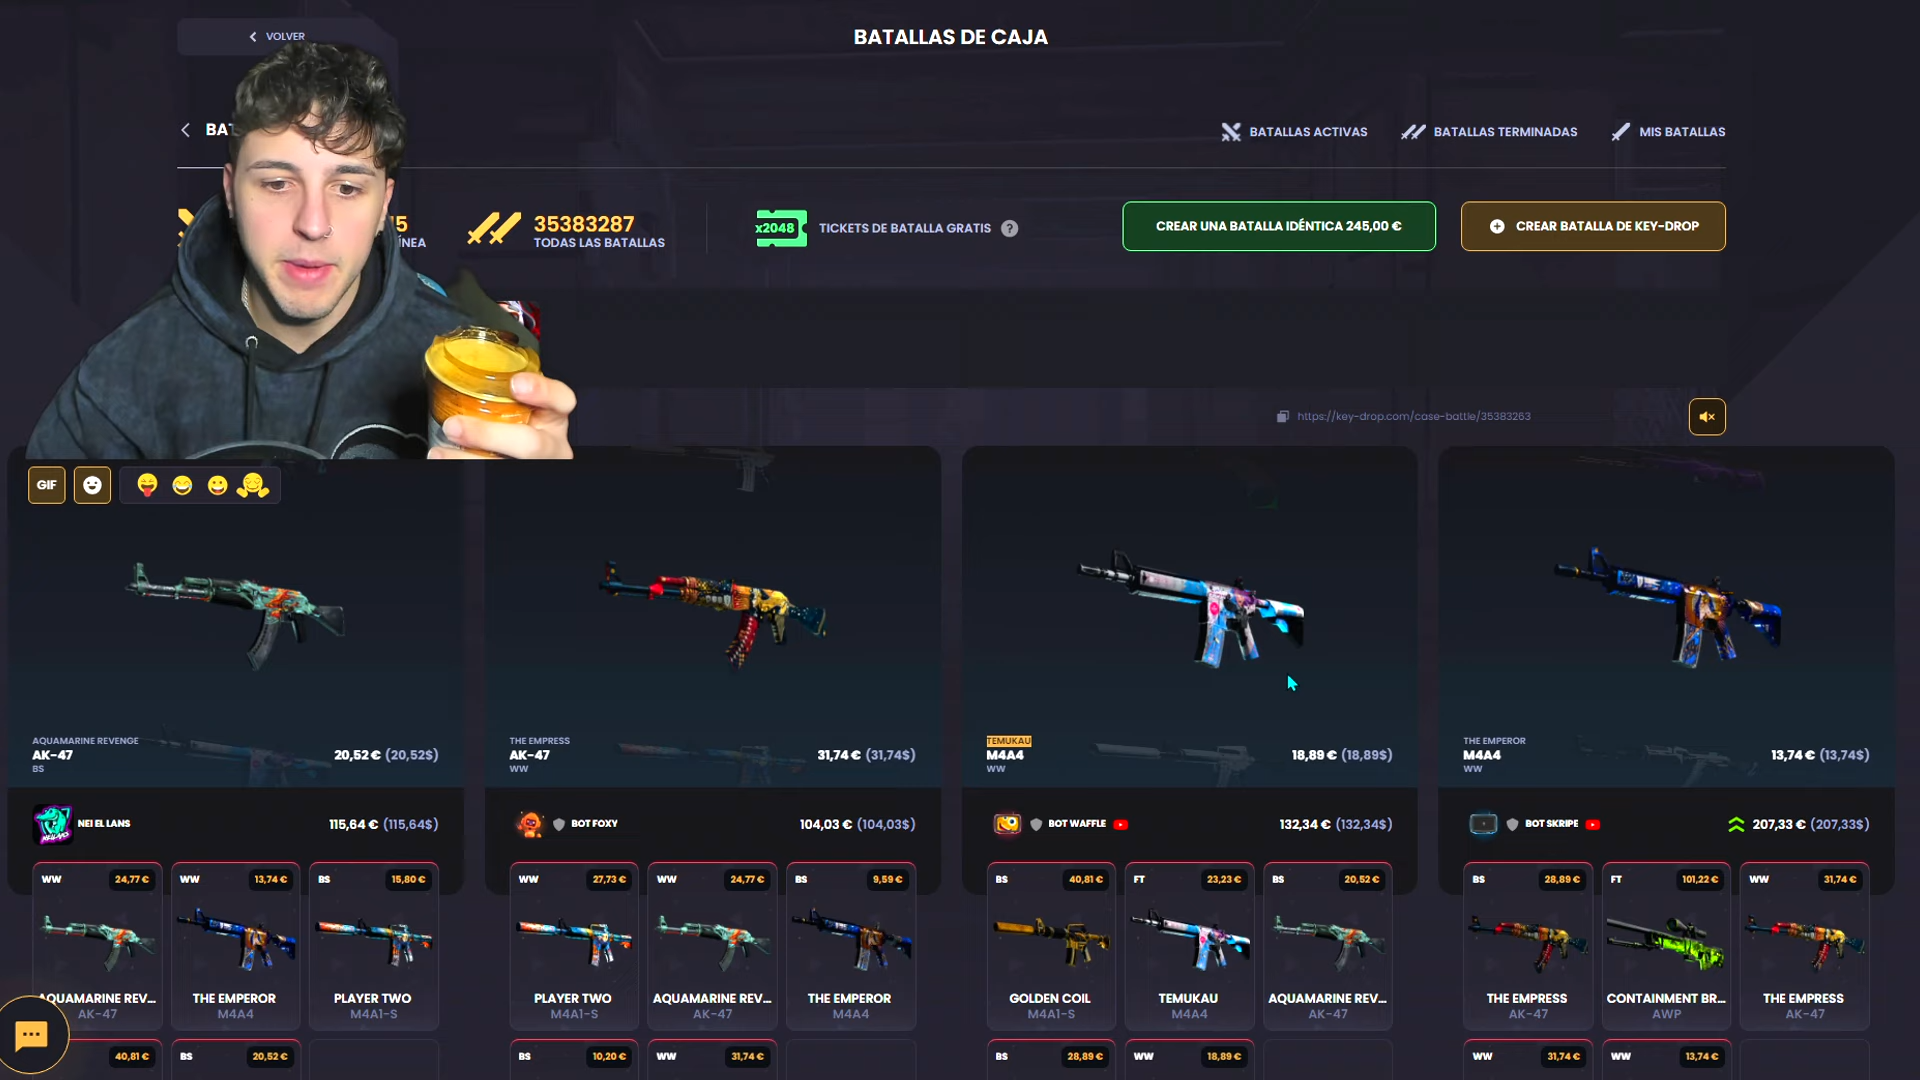 VOLVER
BATALLAS DE CAJA
BAT
BATALLAS ACTIVAS
BATALLAS TERMINADAS
MIS BATALLAS
15
ÍNEA
35383287
TODAS LAS BATALLAS
x2048
TICKETS DE BATALLA GRATIS
?
CREAR UNA BATALLA IDÉNTICA 245,00 €
CREAR BATALLA DE KEY-DROP
https://key-drop.com/case-battle/35383263
GIF
AQUAMARINE REVENGE
AK-47
BS
20,52 € (20,52$)
THE EMPRESS
AK-47
WW
31,74 € (31,74$)
TEMUKAU
M4A4
WW
18,89 € (18,89$)
THE EMPEROR
M4A4
WW
13,74 € (13,74$)
NEI EL LANS
115,64 € (115,64$)
BOT FOXY
104,03 € (104,03$)
BOT WAFFLE
132,34 € (132,34$)
BOT SKRIPE
207,33 € (207,33$)
WW 24,77 €
AQUAMARINE REV...
AK-47
WW 13,74 €
THE EMPEROR
M4A4
BS 15,80 €
PLAYER TWO
M4A1-S
WW 27,73 €
PLAYER TWO
M4A1-S
WW 24,77 €
AQUAMARINE REV...
AK-47
BS 9,59 €
THE EMPEROR
M4A4
BS 40,81 €
GOLDEN COIL
M4A1-S
FT 23,23 €
TEMUKAU
M4A4
BS 20,52 €
AQUAMARINE REV...
AK-47
BS 28,89 €
THE EMPRESS
AK-47
FT 101,22 €
CONTAINMENT BR...
AWP
WW 31,74 €
THE EMPRESS
AK-47
40,81 €
BS 20,52 €
BS 10,20 €
WW 31,74 €
BS 28,89 €
WW 18,89 €
WW 31,74 €
WW 13,74 €